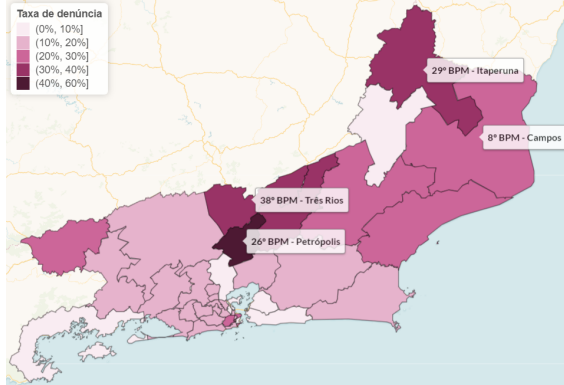 Taxa de denúncia
(0%, 10%]
(10%, 20%]
(20%, 30%]
(30%, 40%]
(40%, 60%]
29º BPM - Itaperuna
8º BPM - Campos
38º BPM - Três Rios
26º BPM - Petrópolis